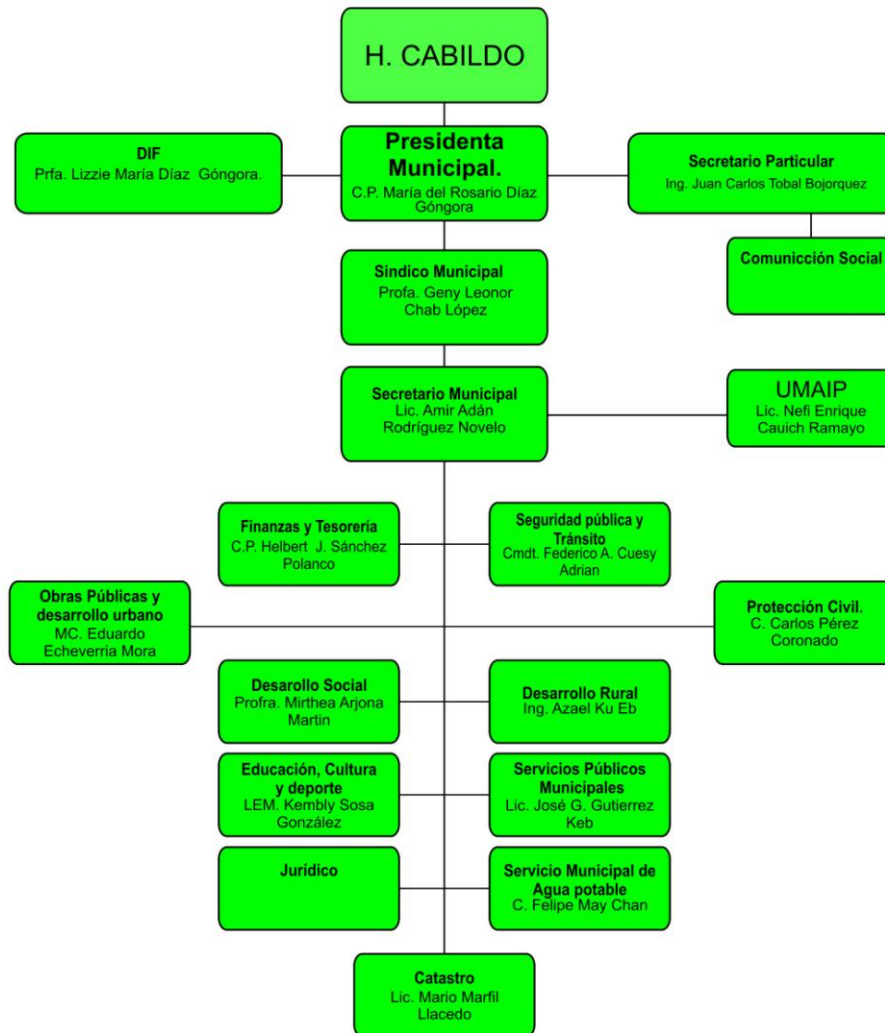 H. CABILDO
DIF
Prfa. Lizzie María Díaz Góngora.
Presidenta
Municipal.
C.P. María del Rosario Díaz
Góngora
Secretario Particular
Ing. Juan Carlos Tobal Bojorquez
Comunicción Social
Sindico Municipal
Profa. Geny Leonor
Chab López
Secretario Municipal
Lic. Amir Adán
Rodríguez Novelo
UMAIP
Lic. Nefi Enrique
Cauich Ramayo
Finanzas y Tesorería
C.P. Helbert J. Sánchez
Polanco
Seguridad pública y
Tránsito
Cmdt. Federico A. Cuesy
Adrian
Obras Públicas y
desarrollo urbano
MC. Eduardo
Echeverria Mora
Protección Civil.
C. Carlos Pérez
Coronado
Desarollo Social
Profra. Mirthea Arjona
Martin
Desarrollo Rural
Ing. Azael Ku Eb
Educación, Cultura
y deporte
LEM. Kembly Sosa
González
Servicios Públicos
Municipales
Lic. José G. Gutierrez
Keb
Jurídico
Servicio Municipal de
Agua potable
C. Felipe May Chan
Catastro
Lic. Mario Marfil
Llacedo